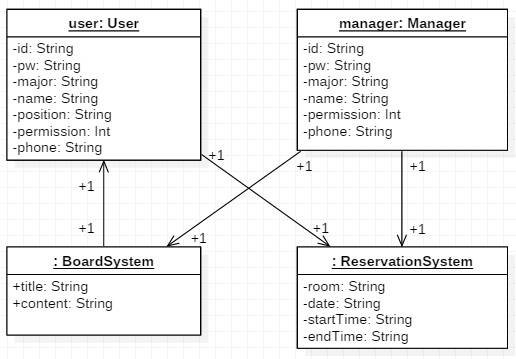 user: User
-id: String
-pw: String
-major: String
-name: String
-position: String
-permission: Int
-phone: String
manager: Manager
-id: String
-pw: String
-major: String
-name: String
-permission: Int
-phone: String
+1
+1
+1
+1
+1
+1
+1
+1
: BoardSystem
+title: String
+content: String
: ReservationSystem
-room: String
-date: String
-startTime: String
-endTime: String